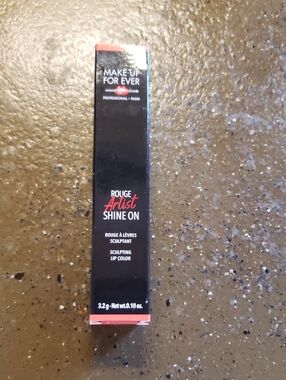 MAKE UP
FOR EVER
PROFESSIONAL - PARIS
ROUGE
Artist
SHINE ON
ROUGE À LÈVRES
SCULPTANT
SCULPTING
LIP COLOR
3.2 g - Net wt. 0.10 oz.